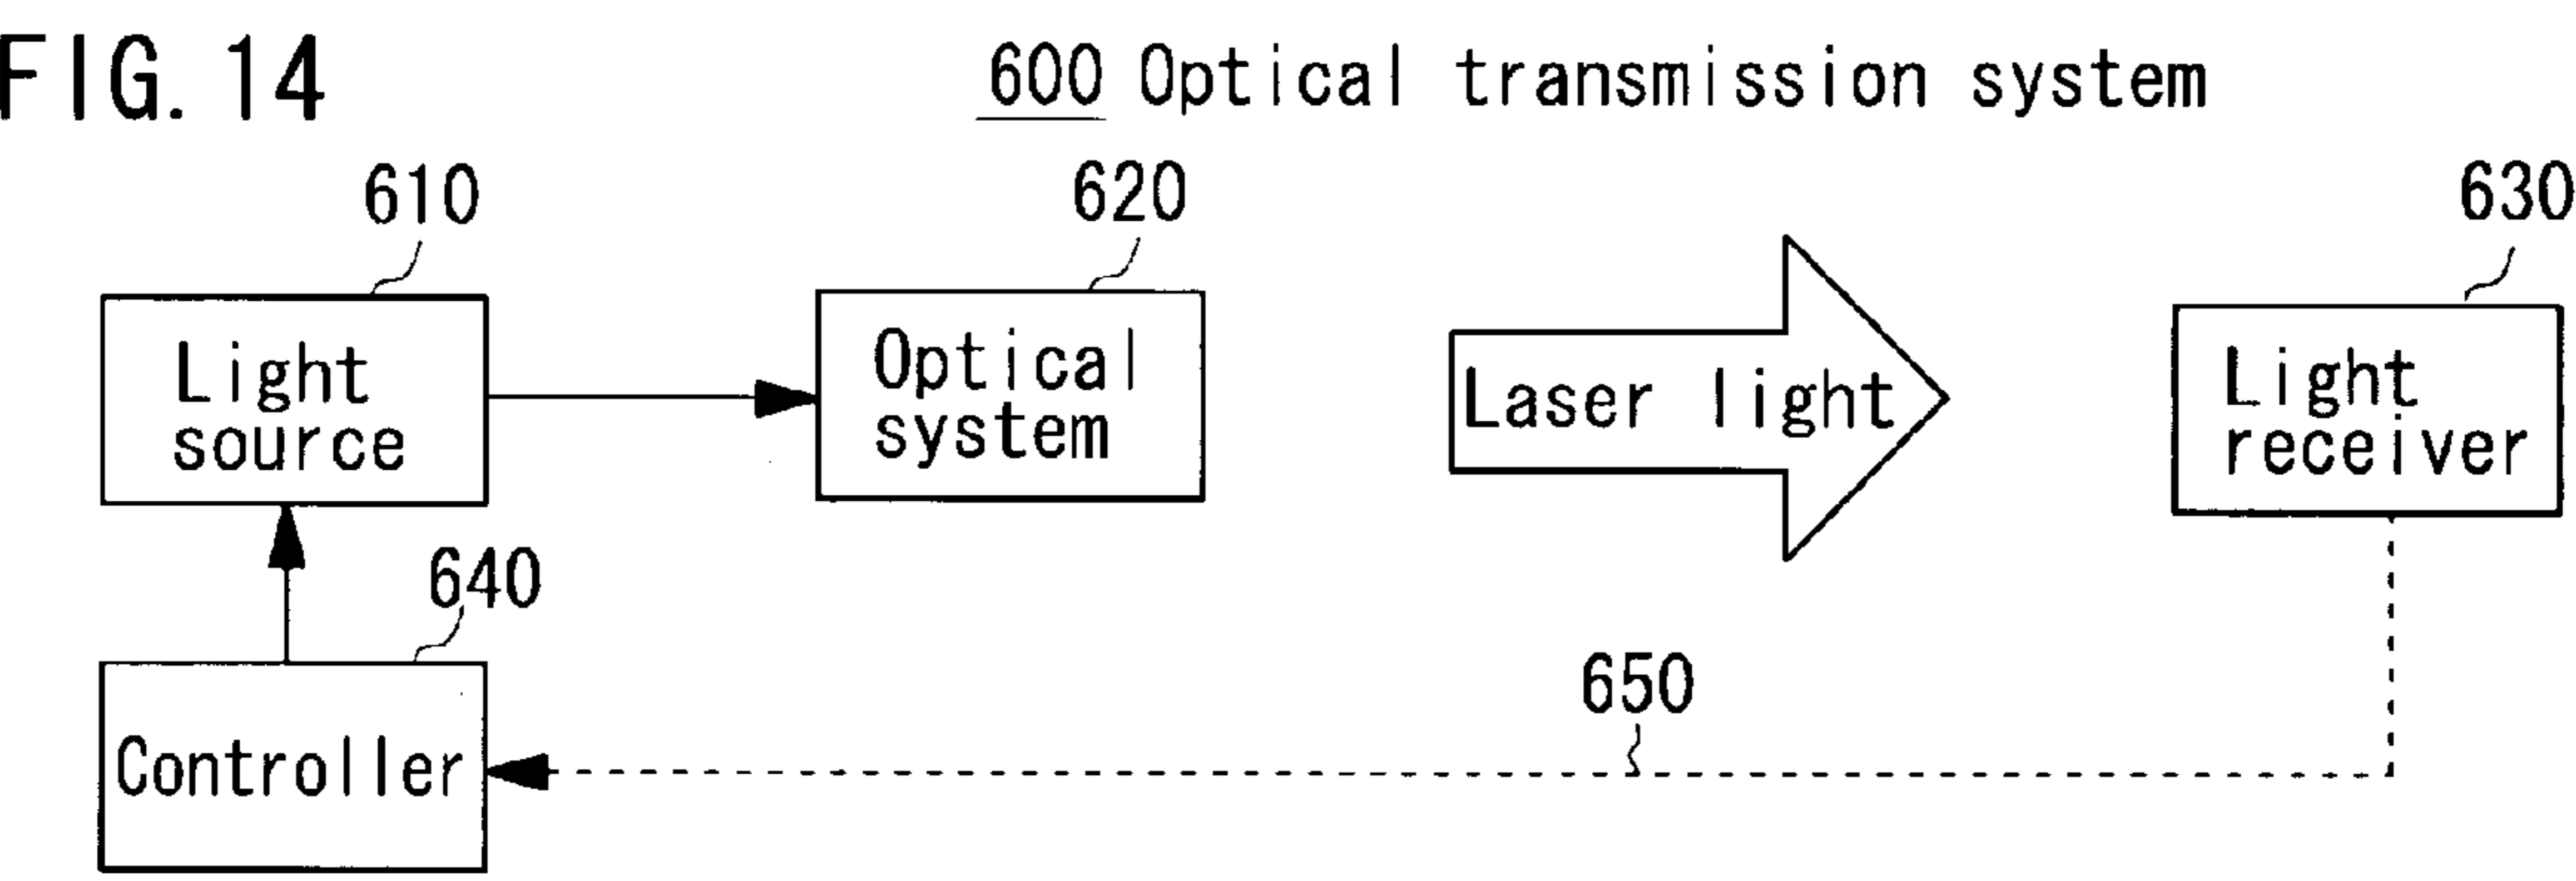 FIG. 14
600 Optical transmission system
610
620
630
Light
source
Optical
system
Laser light
Light
receiver
640
650
Controller